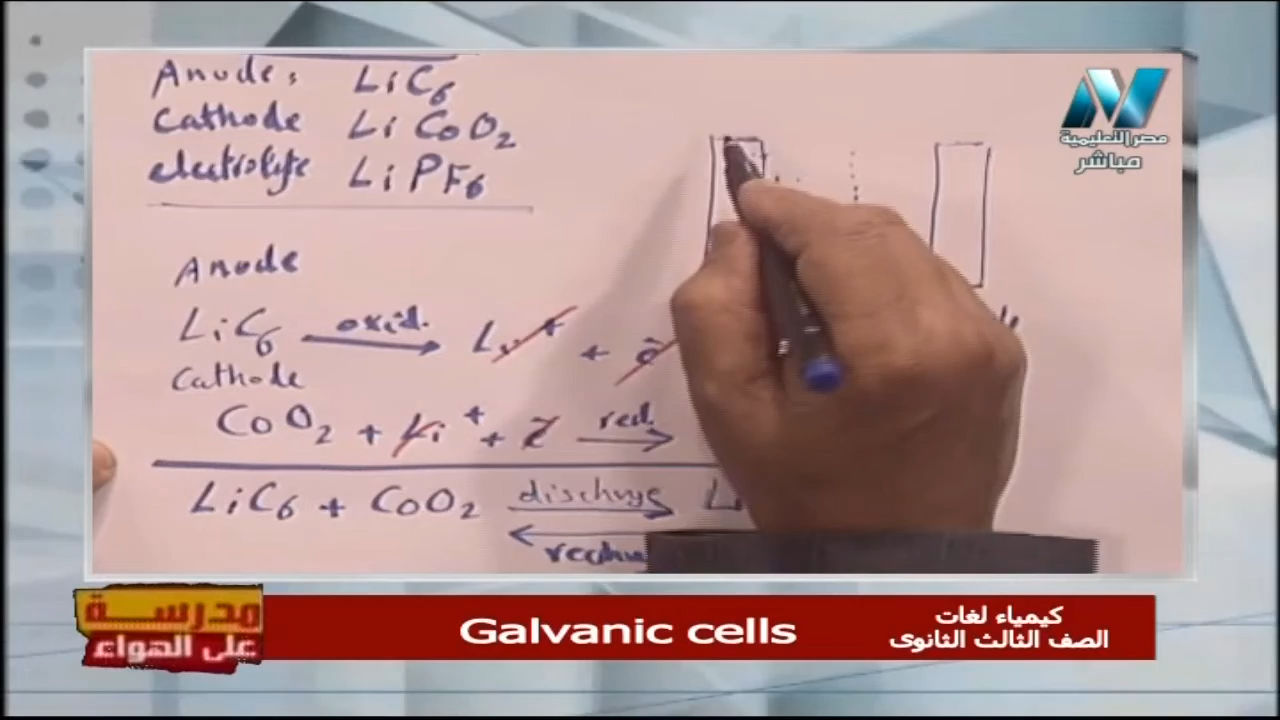 Anode: LiC6
Cathode LiCoO2
electrolyte LiPF6
Anode
LiC6 oxid. Li+ + e-
Cathode
CoO2 + Li+ + e- red.
LiC6 + CoO2 discharge Li
مصر التعليمية
مباشر
مدرسة
على الهواء
Galvanic cells
كيمياء لغات
الصف الثالث الثانوى